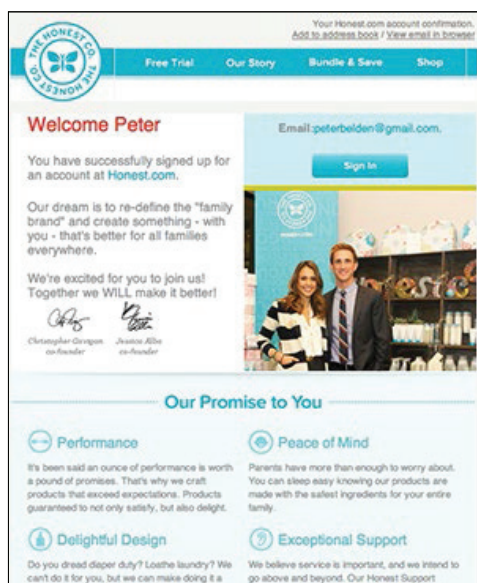 Your Honest.com account confirmation.
Add to address book / View email in browser
THE HONEST CO. THE HONEST CO.
Free Trial Our Story Bundle & Save Shop
Welcome Peter
You have successfully signed up for
an account at Honest.com.
Our dream is to re-define the "family
brand" and create something - with
you - that's better for all families
everywhere.
We're excited for you to join us!
Together we WILL make it better!
Christopher Gavigan
co-founder
Jessica Alba
co-founder
Email:peterbelden@gmail.com.
Sign In
Our Promise to You
Performance
It's been said an ounce of performance is worth
a pound of promises. That's why we craft
products that exceed expectations. Products
guaranteed to not only satisfy, but also delight.
Peace of Mind
Parents have more than enough to worry about.
You can sleep easy knowing our products are
made with the safest ingredients for your entire
family.
Delightful Design
Do you dread diaper duty? Loathe laundry? We
can't do it for you, but we can make doing it a
Exceptional Support
We believe service is important, and we intend to
go above and beyond. Our Honest Support